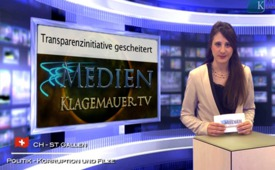 Transparenzinitiative gescheitert
MEDIEN
KLAGEMAUER.TV
K
CH - ST.GALLEN
POLITIK - KORRUPTION UND FILZ